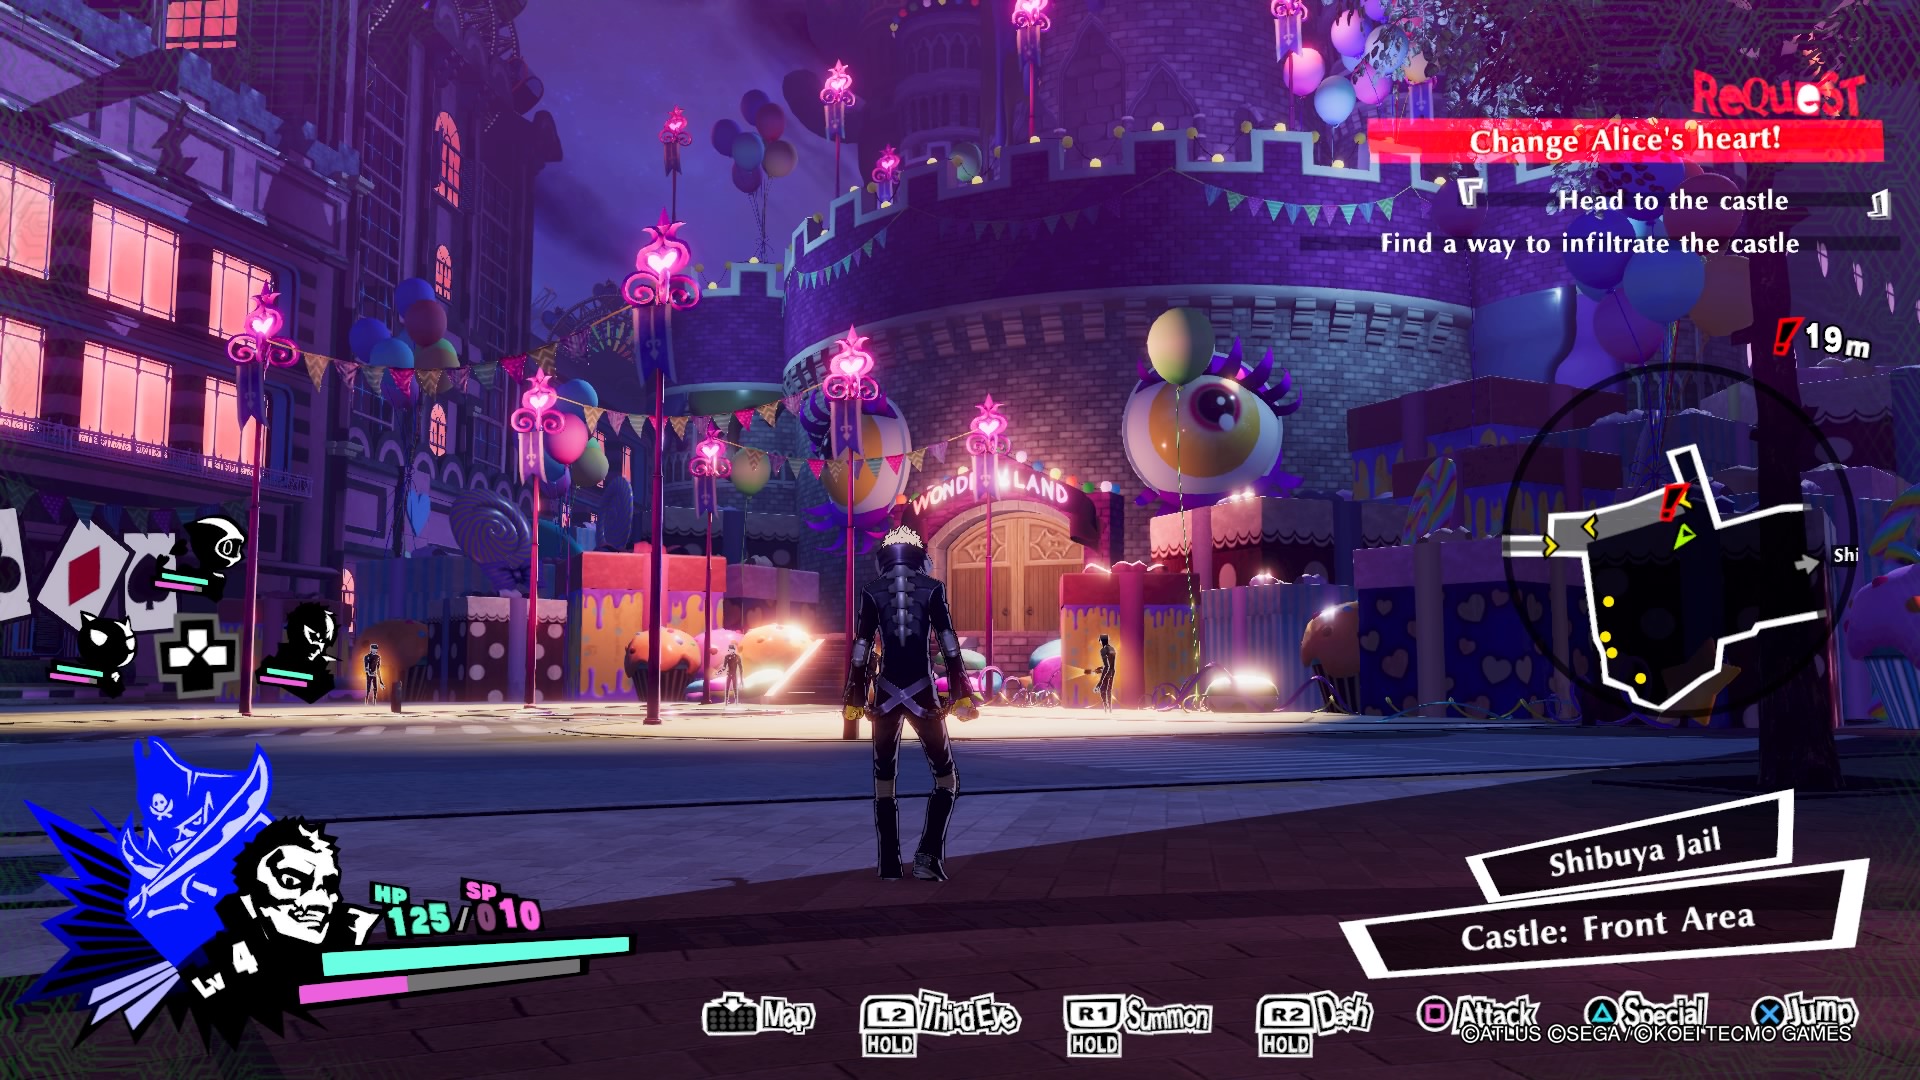 ReQueST
Change Alice's heart!
Head to the castle
Find a way to infiltrate the castle
19m
Shi
LAND
HP 125 / SP 010
Lv 4
Shibuya Jail
Castle: Front Area
Map
L2 HOLD Third Eye
R1 HOLD Summon
R2 HOLD Dash
Attack
Special
Jump
©ATLUS ©SEGA /©KOEI TECMO GAMES